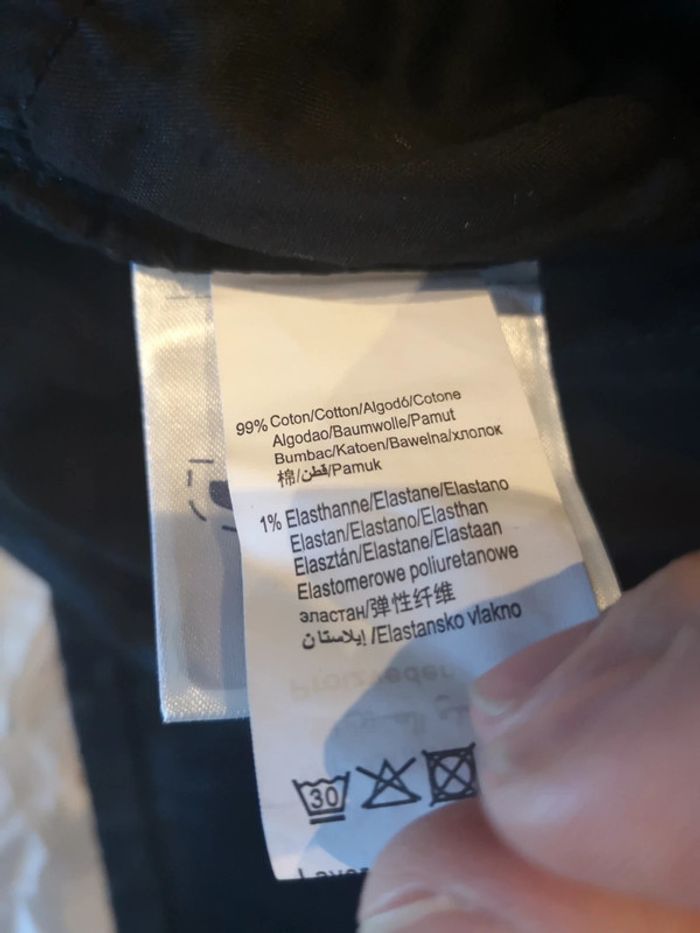 99% Coton/Cotton/Algodó/Cotone
Algodao/Baumwolle/Pamut
Bumbac/Katoen/Bawelna/хлопок
棉/قطن/Pamuk
1% Elasthanne/Elastane/Elastano
Elastan/Elastano/Elasthan
Elasztán/Elastane/Elastaan
Elastomerowe poliuretanowe
эластан/弹性纤维
إيلاستان /Elastansko vlakno
30